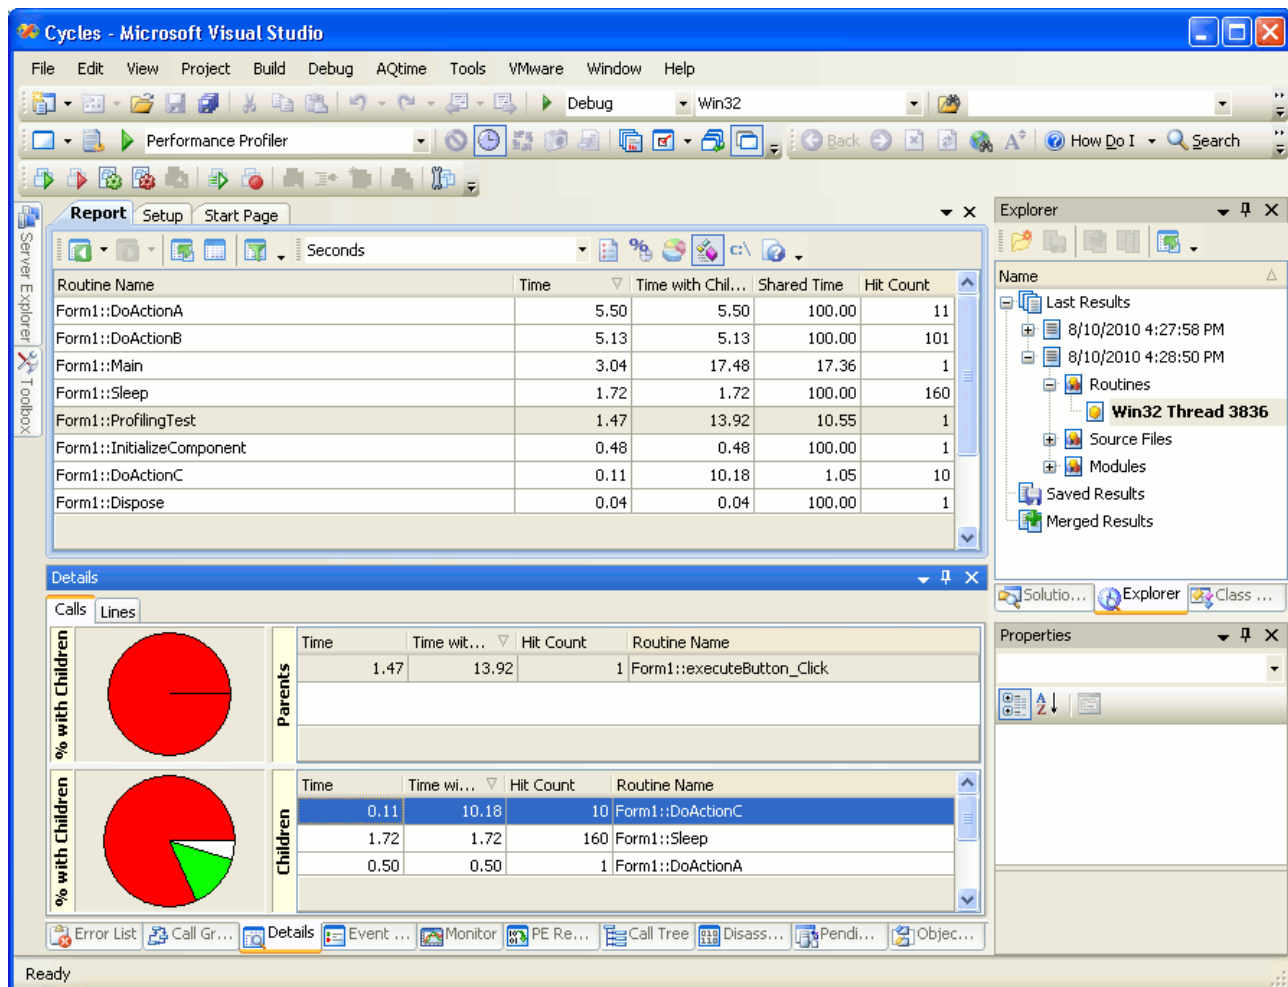 Cycles - Microsoft Visual Studio
File Edit View Project Build Debug AQtime Tools VMware Window Help
Debug Win32
Performance Profiler Back How Do I Search
Server Explorer
Toolbox
Report Setup Start Page
Seconds
Routine Name Time Time with Chil... Shared Time Hit Count
Form1::DoActionA 5.50 5.50 100.00 11
Form1::DoActionB 5.13 5.13 100.00 101
Form1::Main 3.04 17.48 17.36 1
Form1::Sleep 1.72 1.72 100.00 160
Form1::ProfilingTest 1.47 13.92 10.55 1
Form1::InitializeComponent 0.48 0.48 100.00 1
Form1::DoActionC 0.11 10.18 1.05 10
Form1::Dispose 0.04 0.04 100.00 1
Explorer
Name
Last Results
8/10/2010 4:27:58 PM
8/10/2010 4:28:50 PM
Routines
Win32 Thread 3836
Source Files
Modules
Saved Results
Merged Results
Solutio... Explorer Class ...
Properties
Details
Calls Lines
% with Children
Parents
Time Time wit... Hit Count Routine Name
1.47 13.92 1 Form1::executeButton_Click
% with Children
Children
Time Time wi... Hit Count Routine Name
0.11 10.18 10 Form1::DoActionC
1.72 1.72 160 Form1::Sleep
0.50 0.50 1 Form1::DoActionA
Error List Call Gr... Details Event ... Monitor PE Re... Call Tree Disass... Pendi... Objec...
Ready